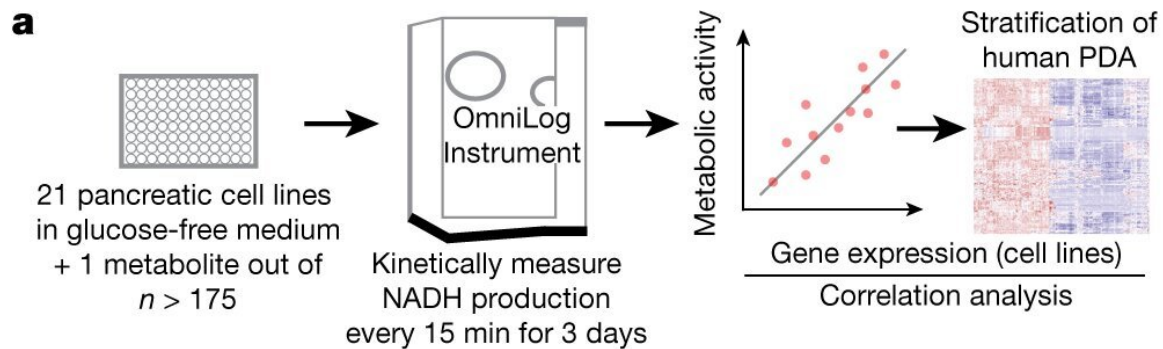 a
21 pancreatic cell lines
in glucose-free medium
+ 1 metabolite out of
n > 175
OmniLog
Instrument
Kinetically measure
NADH production
every 15 min for 3 days
Metabolic activity
Gene expression (cell lines)
Correlation analysis
Stratification of
human PDA